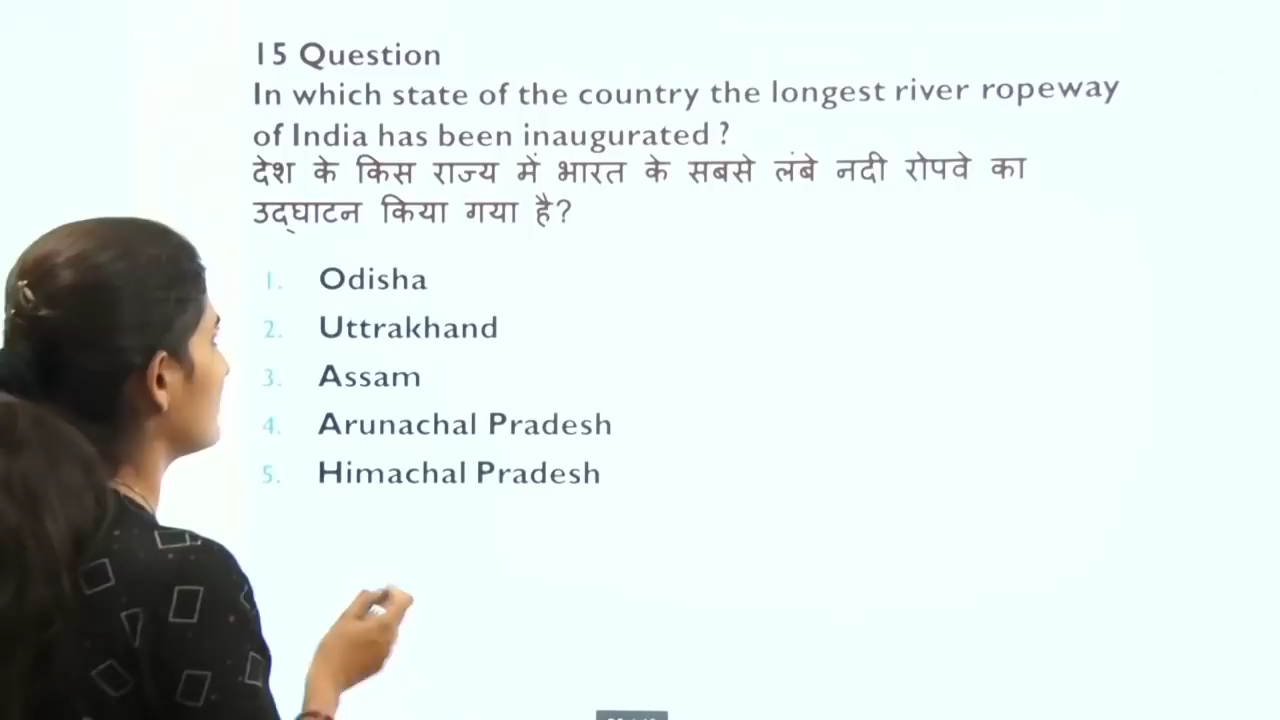 15 Question
In which state of the country the longest river ropeway
of India has been inaugurated ?
देश के किस राज्य में भारत के सबसे लंबे नदी रोपवे का
उद्घाटन किया गया है?
1. Odisha
2. Uttrakhand
3. Assam
4. Arunachal Pradesh
5. Himachal Pradesh